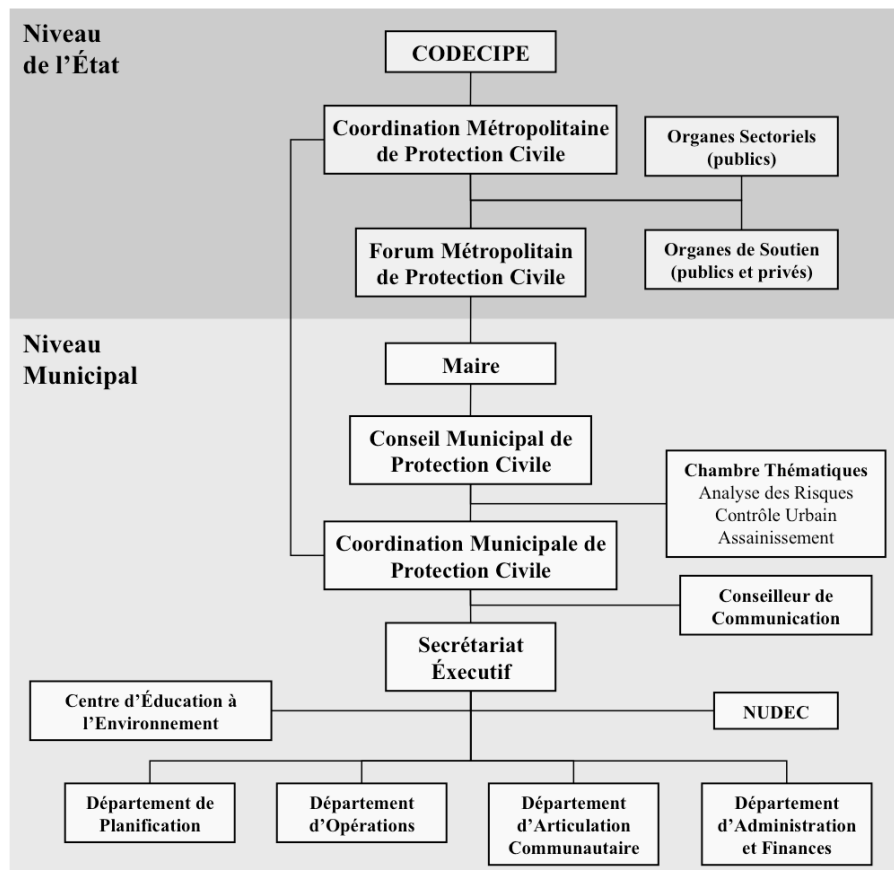 Niveau
de l'État
CODECIPE
Coordination Métropolitaine
de Protection Civile
Organes Sectoriels
(publics)
Forum Métropolitain
de Protection Civile
Organes de Soutien
(publics et privés)
Niveau
Municipal
Maire
Conseil Municipal de
Protection Civile
Chambre Thématiques
Analyse des Risques
Contrôle Urbain
Assainissement
Coordination Municipale de
Protection Civile
Conseilleur de
Communication
Secrétariat
Éxecutif
Centre d'Éducation à
l'Environnement
NUDEC
Département de
Planification
Département
d'Opérations
Département
d'Articulation
Communautaire
Département
d'Administration
et Finances